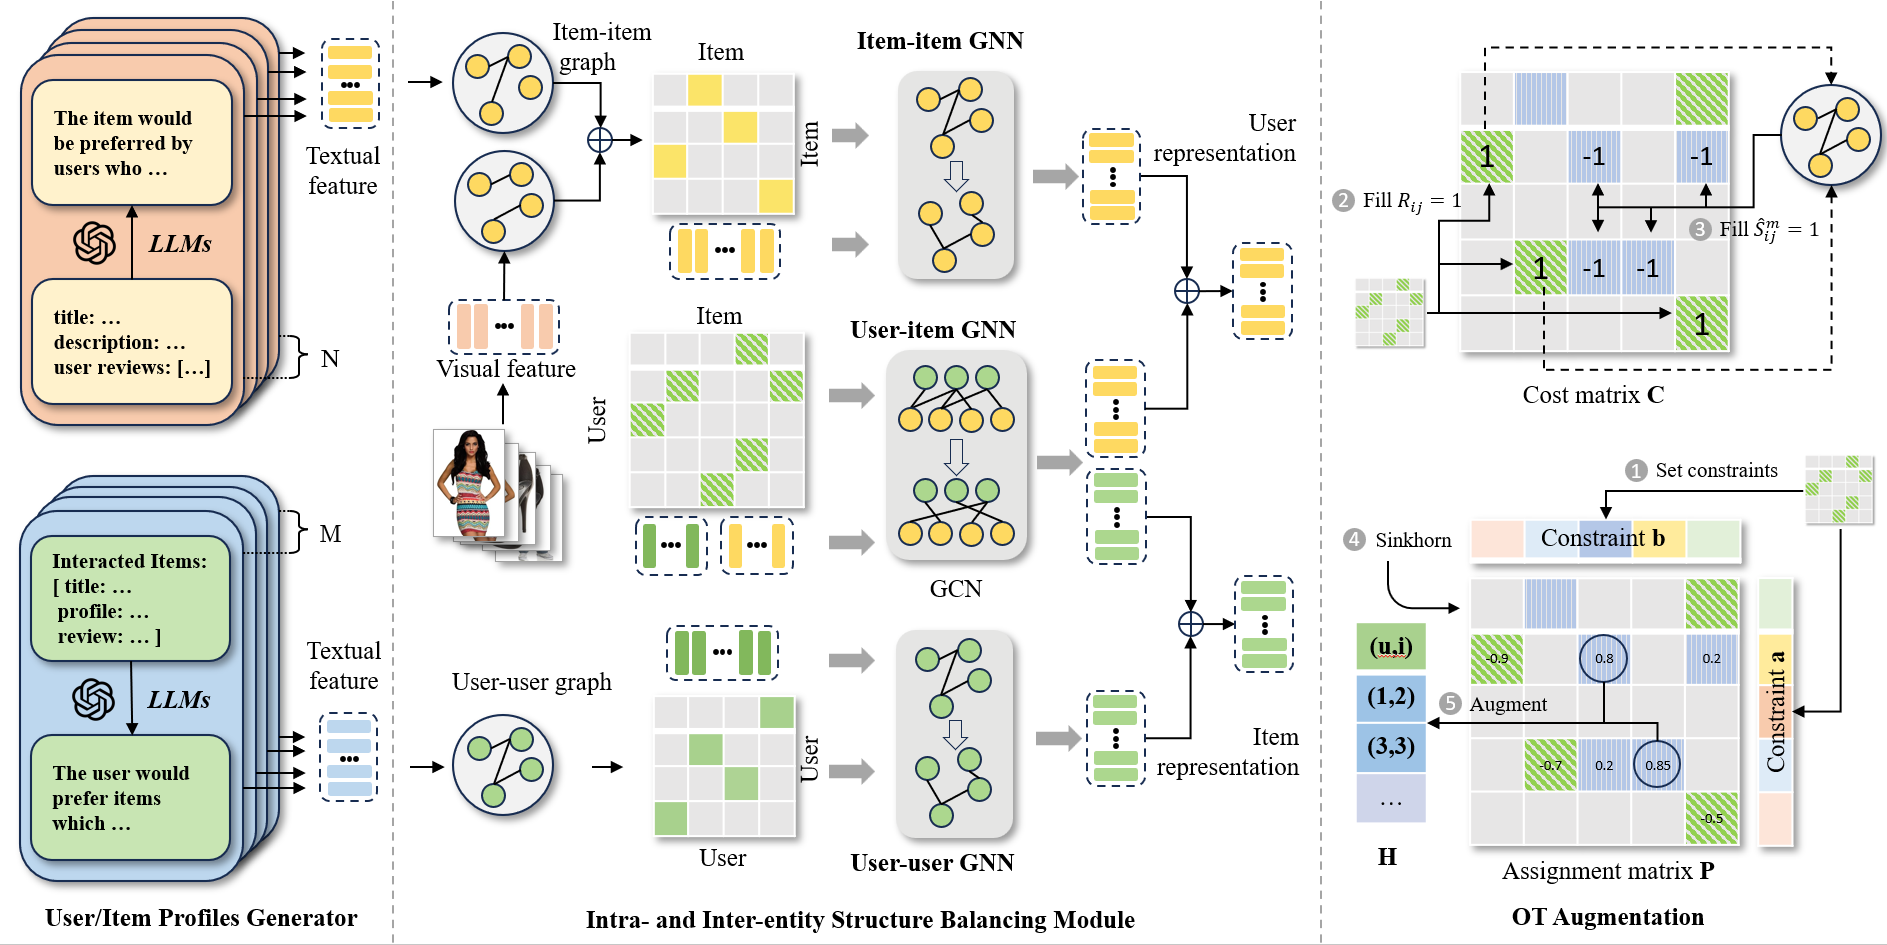 The item would
be preferred by
users who …
LLMs
title: …
description: …
user reviews: […]
N
Textual
feature
M
Interacted Items:
[ title: …
profile: …
review: … ]
LLMs
The user would
prefer items
which …
Textual
feature
User/Item Profiles Generator
Item-item
graph
Item
Item
Item-item GNN
User
representation
Visual feature
Item
User
User-item GNN
GCN
User-user graph
User
User
User-user GNN
Item
representation
Intra- and Inter-entity Structure Balancing Module
1
-1
-1
2 Fill R_{ij} = 1
3 Fill Ŝ^m_{ij} = 1
1
-1
-1
1
Cost matrix C
1 Set constraints
4 Sinkhorn
Constraint b
(u,i)
(1,2)
(3,3)
…
H
5 Augment
-0.9
0.8
0.2
-0.7
0.2
0.85
-0.5
Constraint a
Assignment matrix P
OT Augmentation